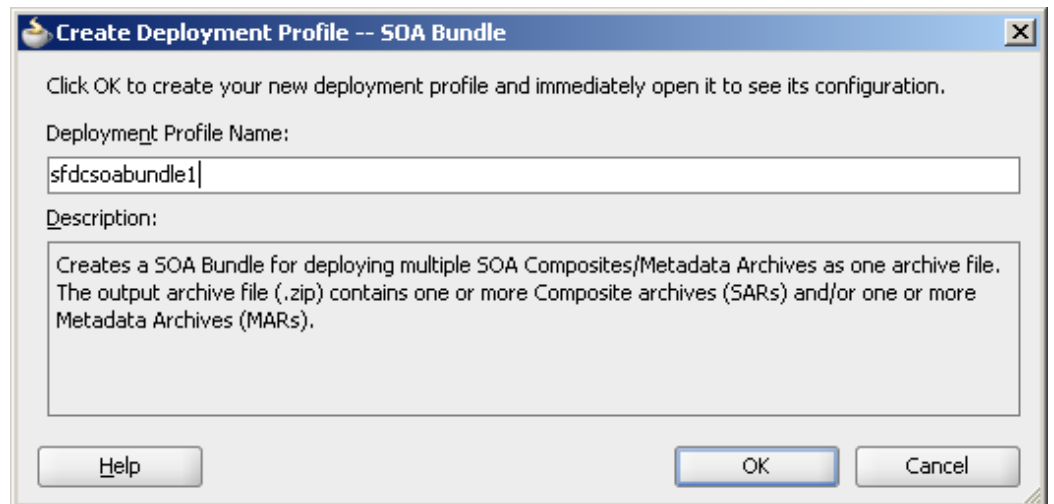 Create Deployment Profile -- SOA Bundle
Click OK to create your new deployment profile and immediately open it to see its configuration.
Deployment Profile Name:
sfdcsoabundle1
Description:
Creates a SOA Bundle for deploying multiple SOA Composites/Metadata Archives as one archive file.
The output archive file (.zip) contains one or more Composite archives (SARs) and/or one or more
Metadata Archives (MARs).
Help
OK
Cancel